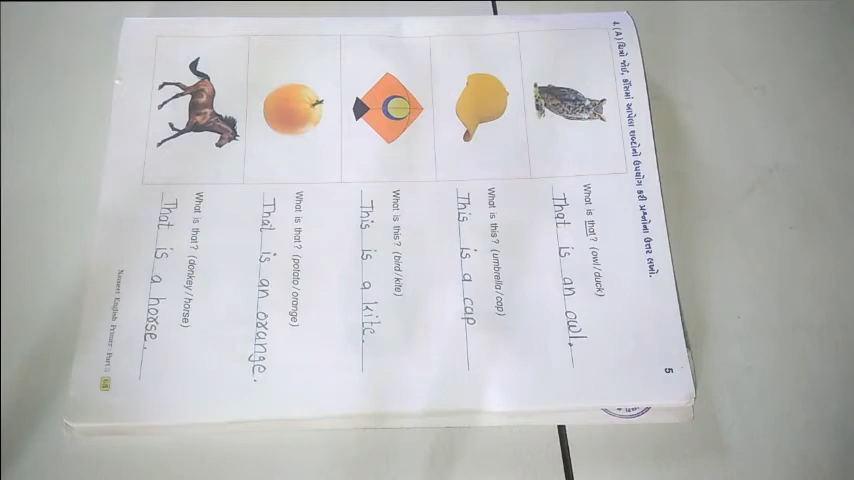 4. (A) ચિત્રો જોઈ, કૌંસમાં આપેલા શબ્દોનો ઉપયોગ કરી પ્રશ્નોના ઉત્તર લખો.
5
What is that? (owl/duck)
That is an owl.
What is this? (umbrella/cap)
This is a cap
What is this? (bird/kite)
This is a kite.
What is that? (potato/orange)
That is an orange.
What is that? (donkey/horse)
That is a horse.
Navneet English Primer : Part